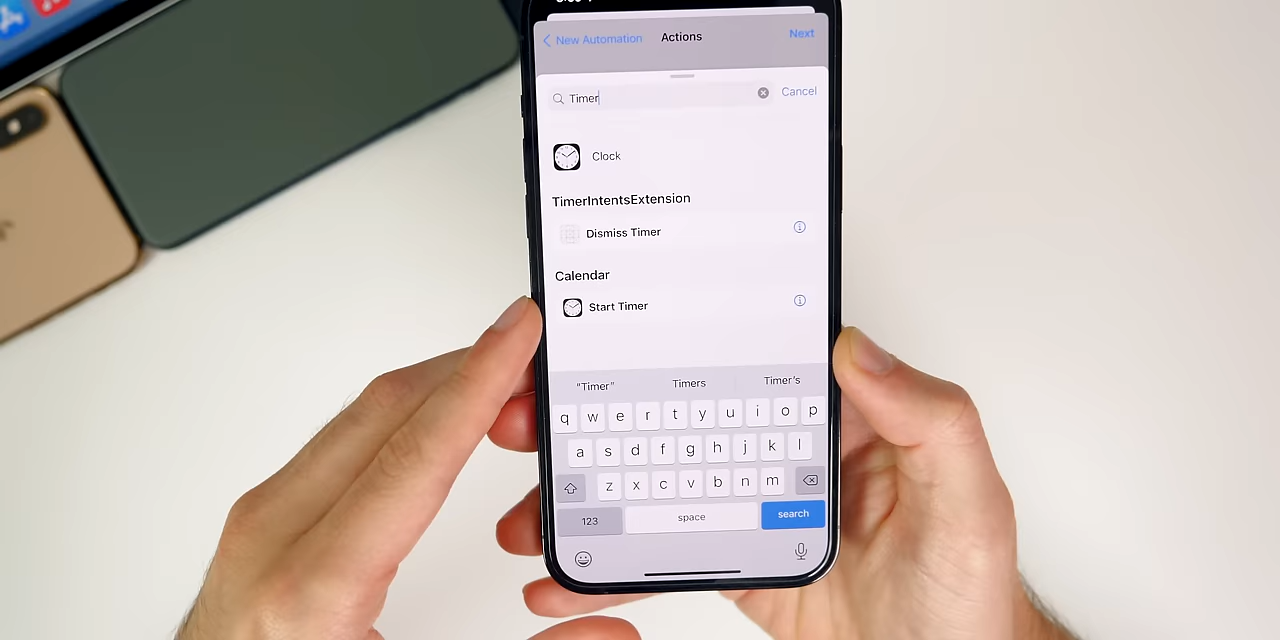 New Automation Actions Next
Timer Cancel
Clock
TimerIntentsExtension
Dismiss Timer
Calendar
Start Timer
"Timer" Timers Timer's
q w e r t y u i o p
a s d f g h j k l
z x c v b n m
123 space search